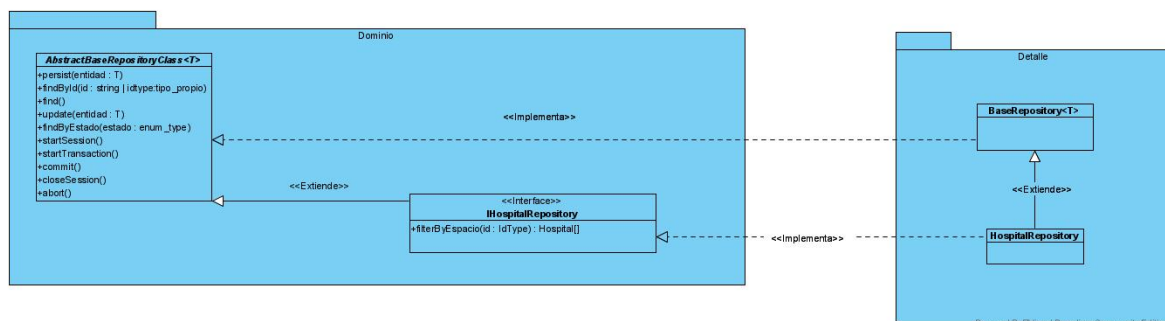 Dominio
AbstractBaseRepositoryClass<T>
+persist(entidad : T)
+findById(id : string | idtype:tipo_propio)
+find()
+update(entidad : T)
+findByEstado(estado : enum_type)
+startSession()
+startTransaction()
+commit()
+closeSession()
+abort()
<<Implementa>>
<<Extiende>>
<<Interface>>
IHospitalRepository
+filterByEspacio(id : IdType) : Hospital[]
<<Implementa>>
Detalle
BaseRepository<T>
<<Extiende>>
HospitalRepository